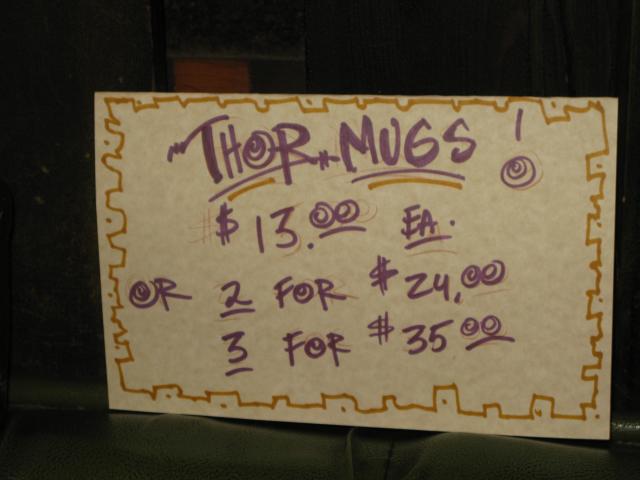 THOR MUGS!
$13.00 EA.
OR 2 FOR $24.00
3 FOR $35.00